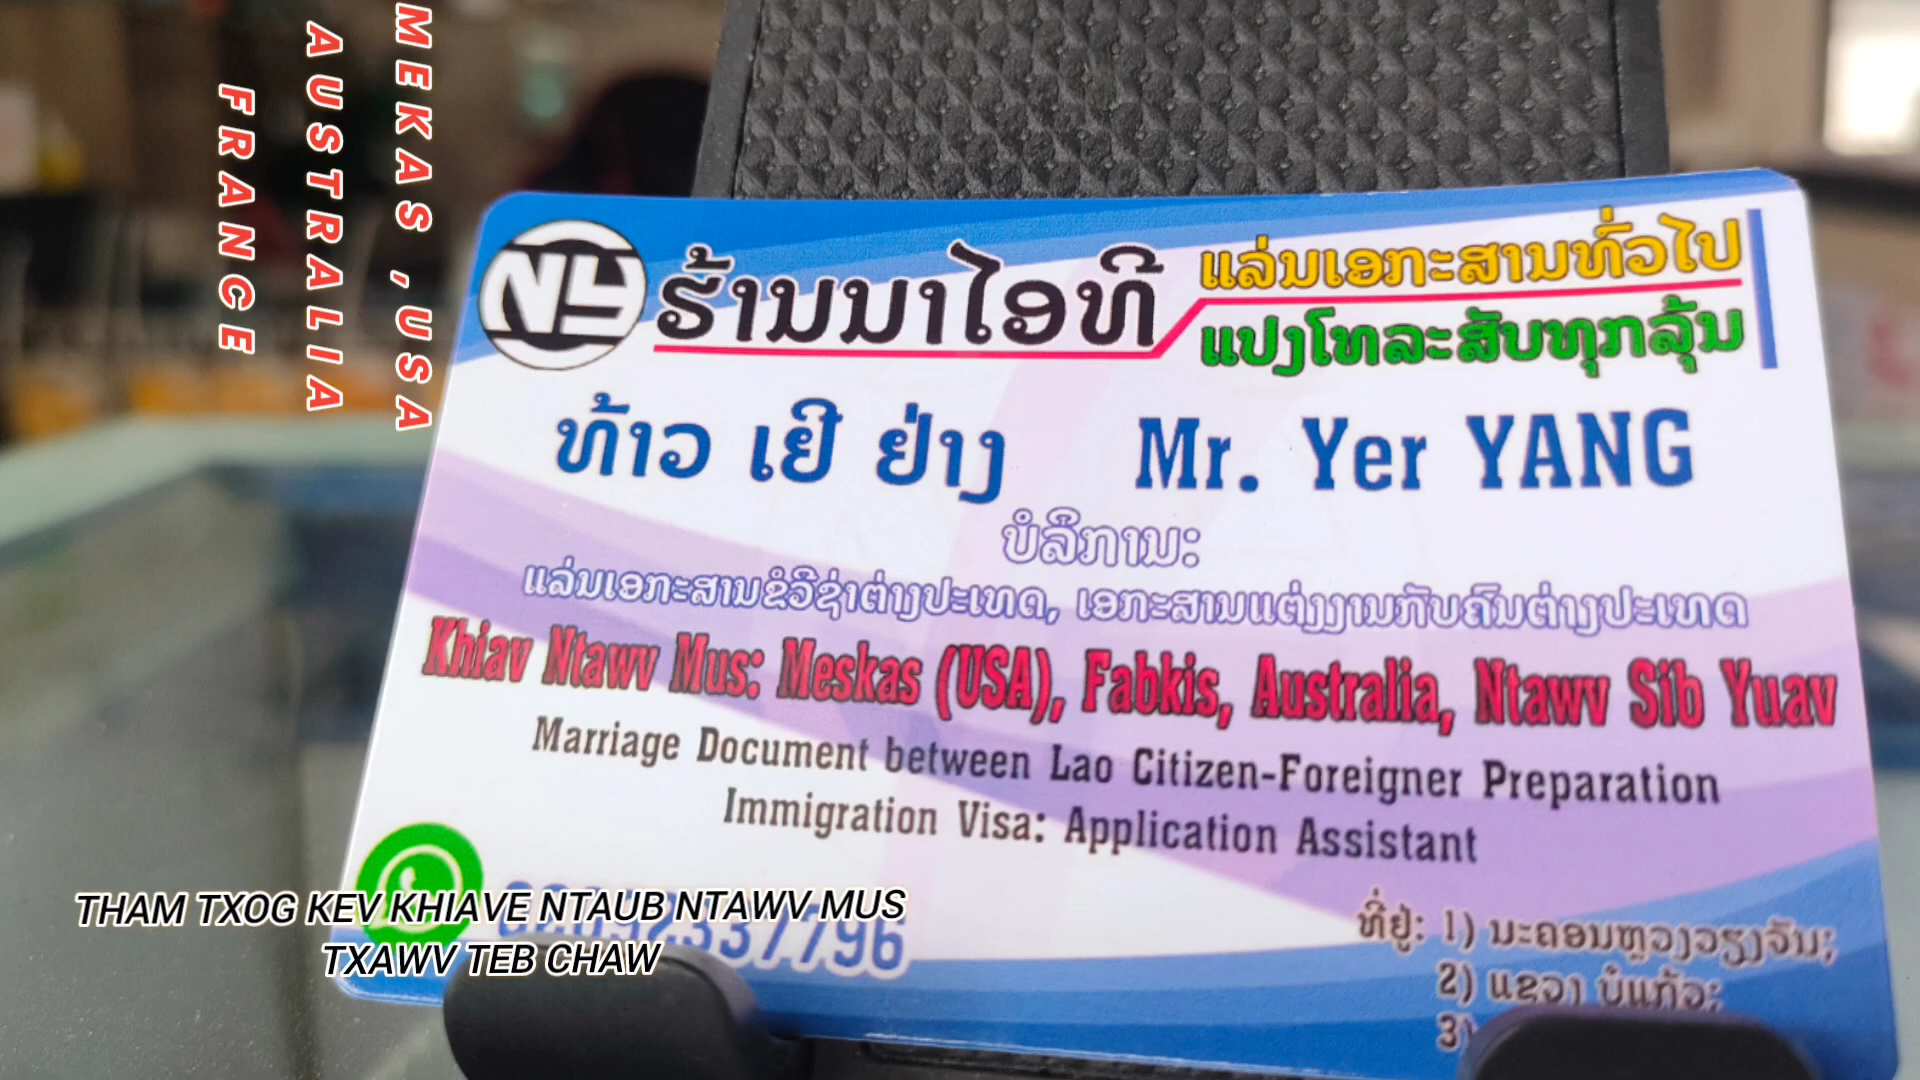 MEKAS ,USA
AUSTRALIA
FRANCE
NY
ຮ້ານນາໄອທີ
ແລ່ມເອກະສານທົ່ວໄປ
ແປງໂທລະສັບທຸກລຸ້ນ
ທ້າວ ເຢີ ຢ່າງ Mr. Yer YANG
ບໍລິການ:
ແລ່ມເອກະສານຂໍວີຊ່າຕ່າງປະເທດ, ເອກະສານແຕ່ງງານກັບຄົນຕ່າງປະເທດ
Khiav Ntawv Mus: Meskas (USA), Fabkis, Australia, Ntawv Sib Yuav
Marriage Document between Lao Citizen-Foreigner Preparation
Immigration Visa: Application Assistant
THAM TXOG KEV KHIAVE NTAUB NTAWV MUS
TXAWV TEB CHAW
ທີ່ຢູ່: 1) ນະຄອນຫຼວງວຽງຈັນ;
2) ແຂວງ ບໍ່ແກ້ວ;
3)